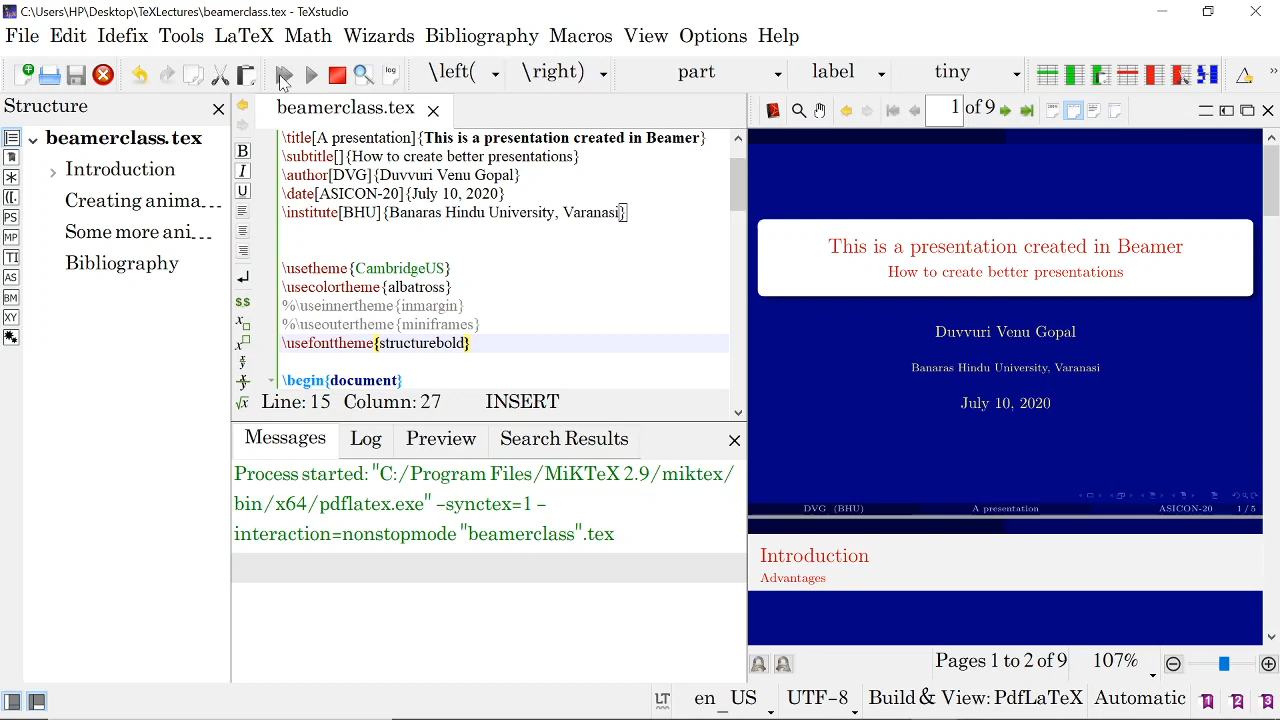 C:\Users\HP\Desktop\TeXLectures\beamerclass.tex - TeXstudio
File Edit Idefix Tools LaTeX Math Wizards Bibliography Macros View Options Help
\left( \right) part label tiny
Structure
beamerclass.tex
Introduction
Creating anima...
Some more ani...
Bibliography
beamerclass.tex
\title[A presentation]{This is a presentation created in Beamer}
\subtitle[]{How to create better presentations}
\author[DVG]{Duvvuri Venu Gopal}
\date[ASICON-20]{July 10, 2020}
\institute[BHU]{Banaras Hindu University, Varanasi}
\usetheme{CambridgeUS}
\usecolortheme{albatross}
%\useinnertheme{inmargin}
%\useoutertheme{miniframes}
\usefonttheme{structurebold}
\begin{document}
Line: 15 Column: 27 INSERT
Messages Log Preview Search Results
Process started: "C:/Program Files/MiKTeX 2.9/miktex/
bin/x64/pdflatex.exe" -synctex=1 -
interaction=nonstopmode "beamerclass".tex
1 of 9
This is a presentation created in Beamer
How to create better presentations
Duvvuri Venu Gopal
Banaras Hindu University, Varanasi
July 10, 2020
DVG (BHU) A presentation ASICON-20 1 / 5
Introduction
Advantages
Pages 1 to 2 of 9 107%
en_US UTF-8 Build & View: PdfLaTeX Automatic